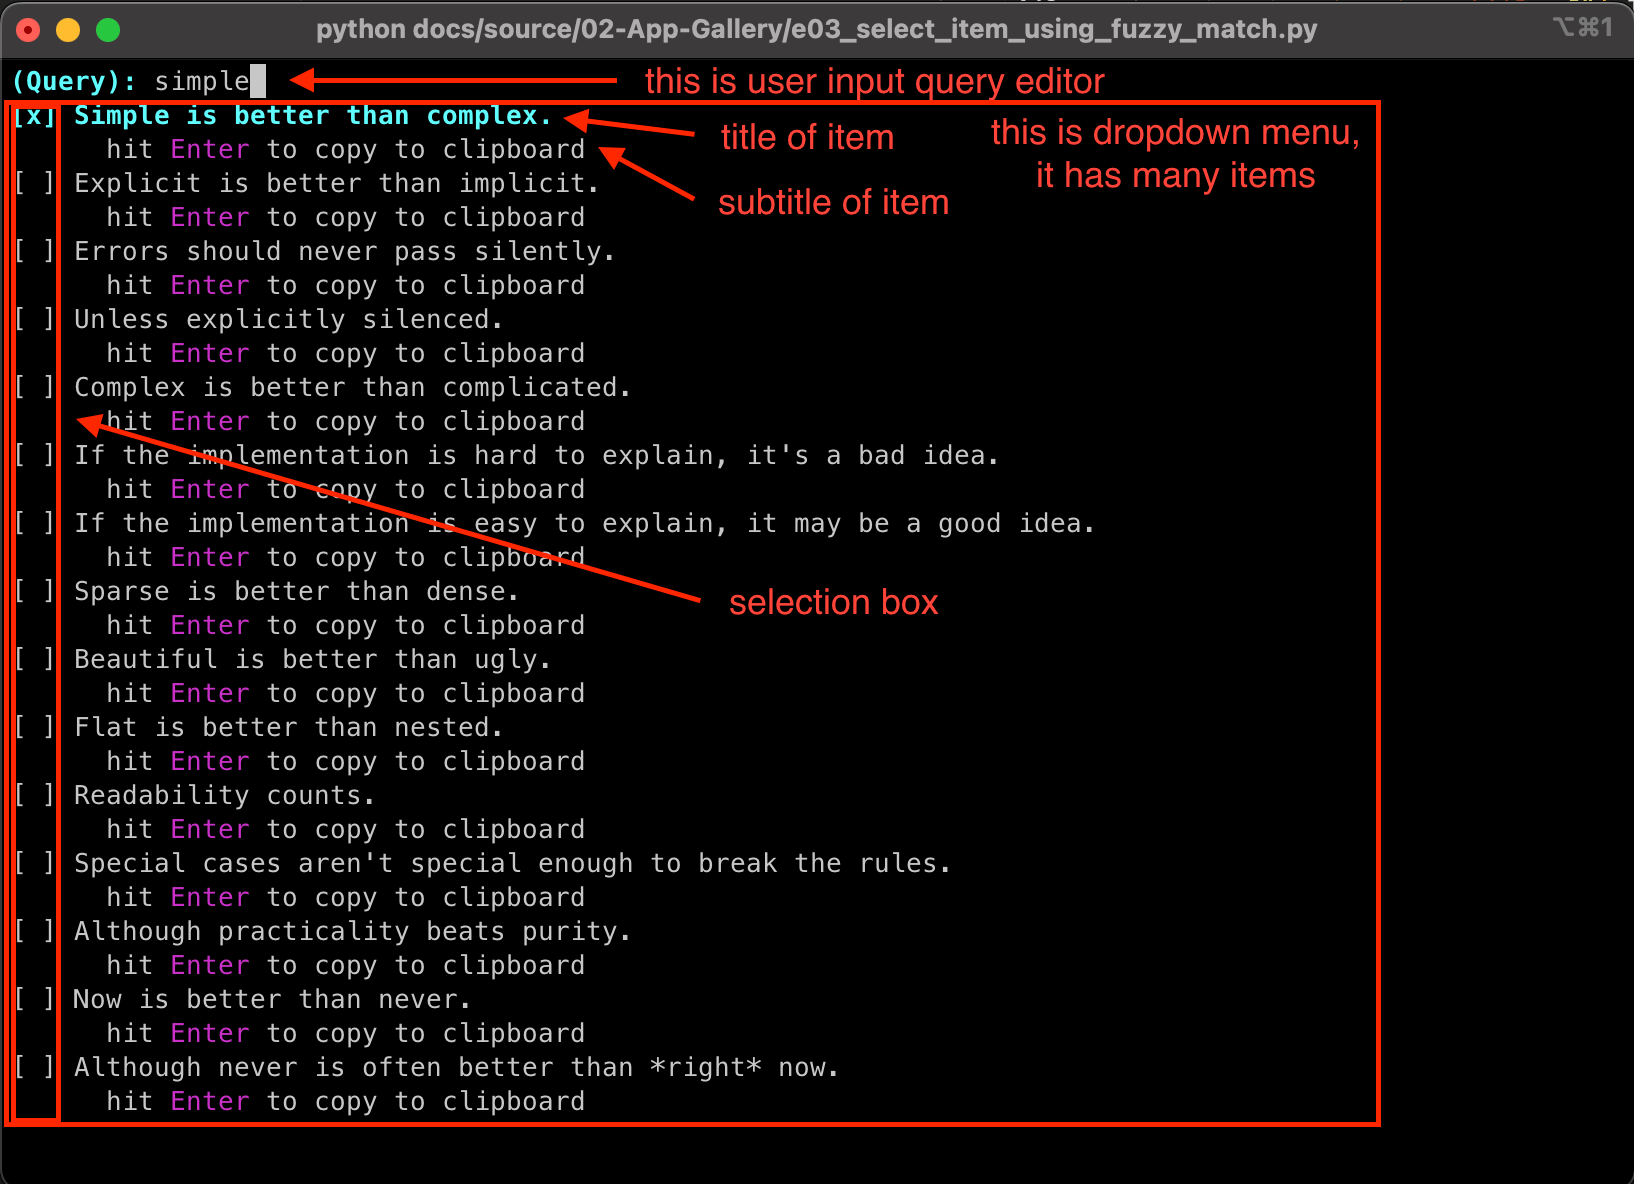 python docs/source/02-App-Gallery/e03_select_item_using_fuzzy_match.py ⌥⌘1
(Query): simple this is user input query editor
[x] Simple is better than complex.
title of item
this is dropdown menu,
it has many items
hit Enter to copy to clipboard
subtitle of item
[ ] Explicit is better than implicit.
hit Enter to copy to clipboard
[ ] Errors should never pass silently.
hit Enter to copy to clipboard
[ ] Unless explicitly silenced.
hit Enter to copy to clipboard
[ ] Complex is better than complicated.
hit Enter to copy to clipboard
[ ] If the implementation is hard to explain, it's a bad idea.
hit Enter to copy to clipboard
[ ] If the implementation is easy to explain, it may be a good idea.
hit Enter to copy to clipboard
[ ] Sparse is better than dense.
selection box
hit Enter to copy to clipboard
[ ] Beautiful is better than ugly.
hit Enter to copy to clipboard
[ ] Flat is better than nested.
hit Enter to copy to clipboard
[ ] Readability counts.
hit Enter to copy to clipboard
[ ] Special cases aren't special enough to break the rules.
hit Enter to copy to clipboard
[ ] Although practicality beats purity.
hit Enter to copy to clipboard
[ ] Now is better than never.
hit Enter to copy to clipboard
[ ] Although never is often better than *right* now.
hit Enter to copy to clipboard